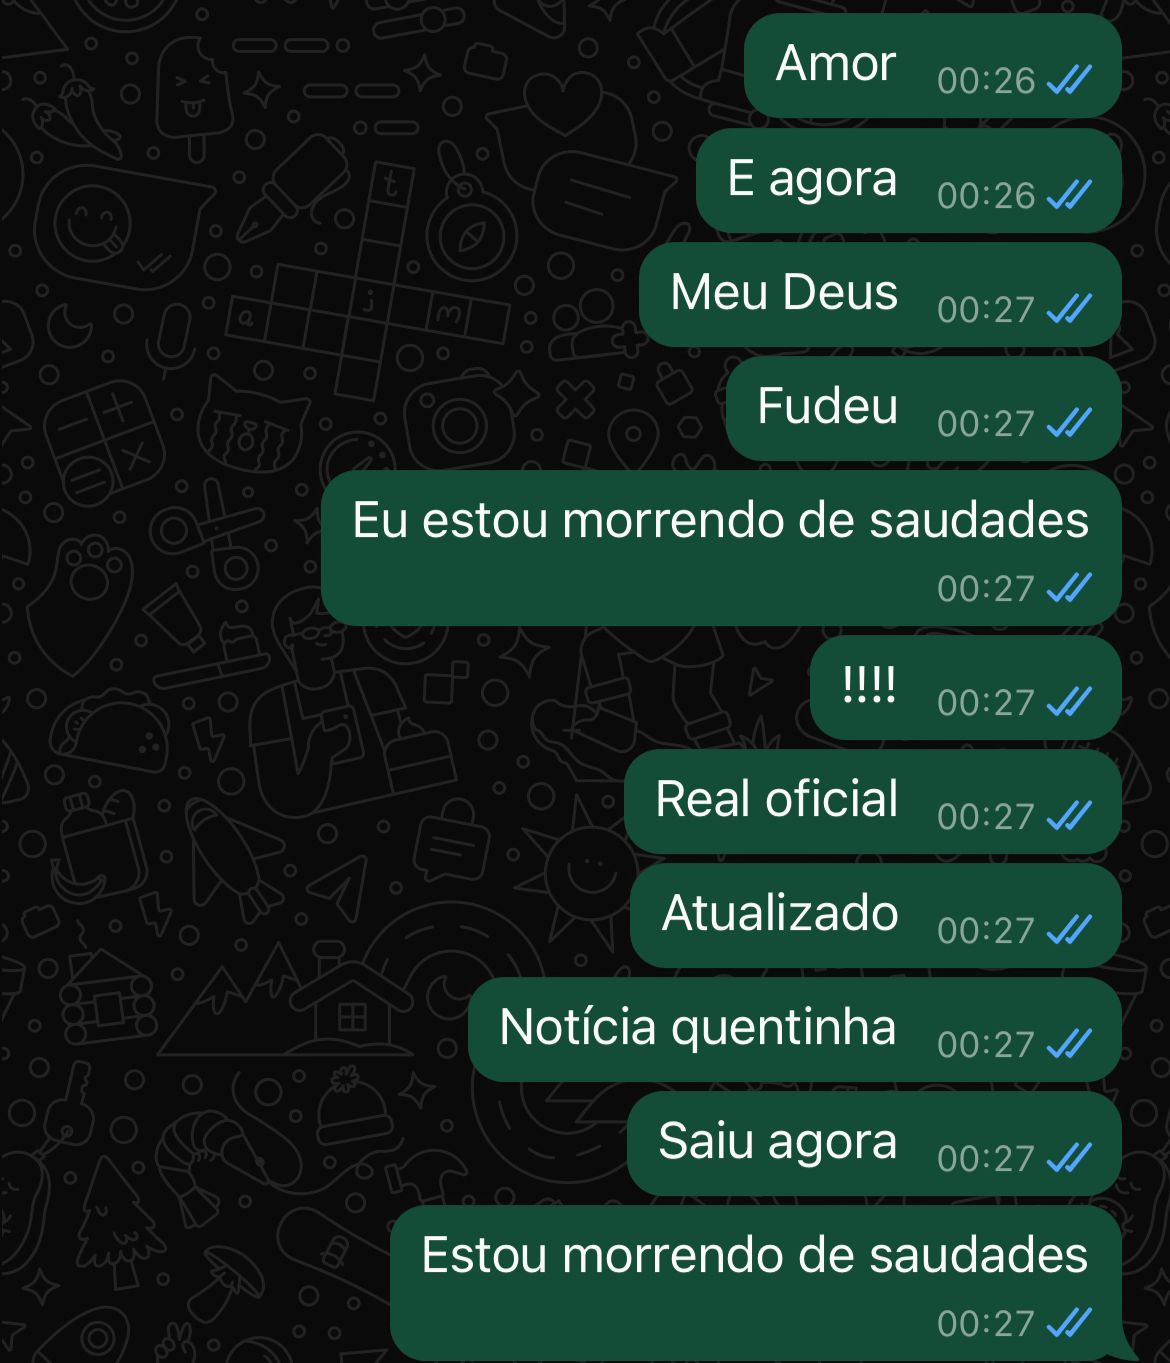 Amor 00:26
E agora 00:26
Meu Deus 00:27
Fudeu 00:27
Eu estou morrendo de saudades
00:27
!!!! 00:27
Real oficial 00:27
Atualizado 00:27
Notícia quentinha 00:27
Saiu agora 00:27
Estou morrendo de saudades
00:27